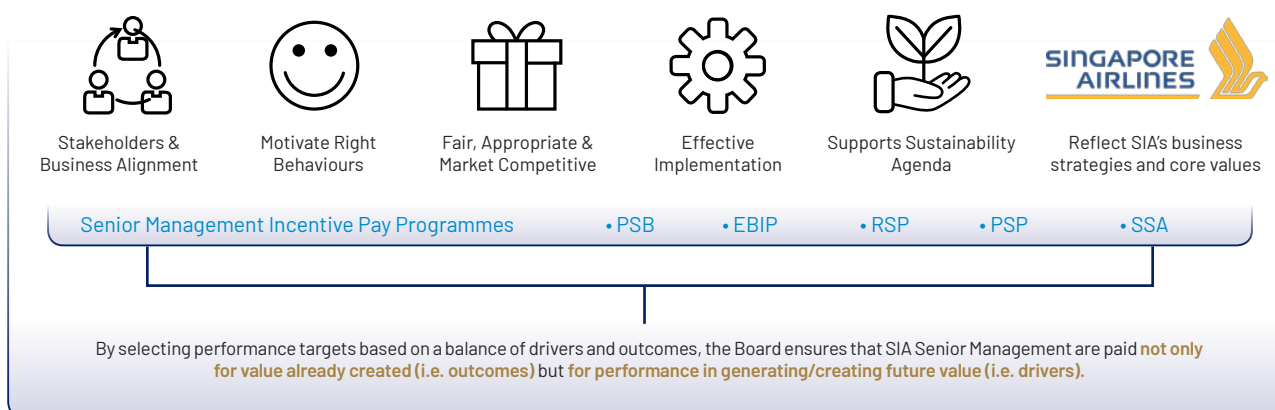 SINGAPORE
AIRLINES
Stakeholders &
Business Alignment
Motivate Right
Behaviours
Fair, Appropriate &
Market Competitive
Effective
Implementation
Supports Sustainability
Agenda
Reflect SIA's business
strategies and core values
Senior Management Incentive Pay Programmes • PSB • EBIP • RSP • PSP • SSA
By selecting performance targets based on a balance of drivers and outcomes, the Board ensures that SIA Senior Management are paid not only
for value already created (i.e. outcomes) but for performance in generating/creating future value (i.e. drivers).